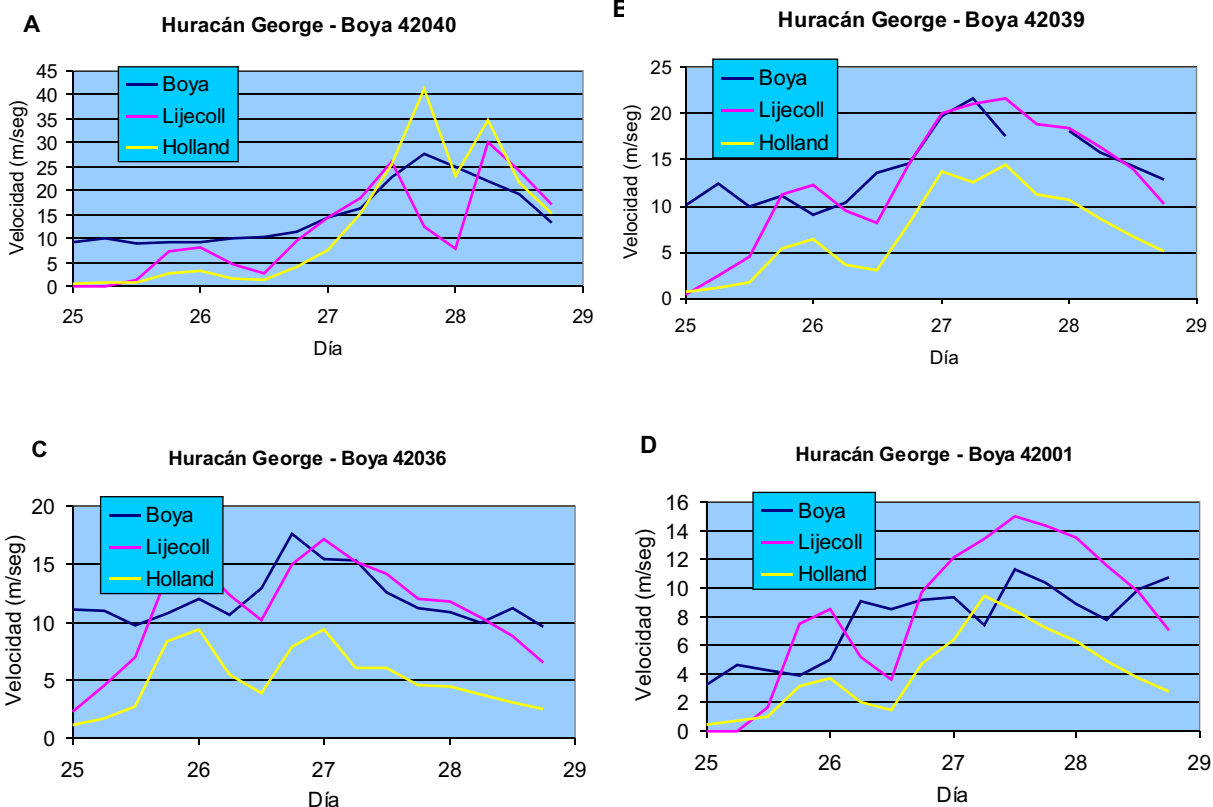 A
Huracán George - Boya 42040
Velocidad (m/seg)
45
40
35
30
25
20
15
10
5
0
Boya
Lijecoll
Holland
25 26 27 28 29
Día
B
Huracán George - Boya 42039
Velocidad (m/seg)
25
20
15
10
5
0
Boya
Lijecoll
Holland
25 26 27 28 29
Día
C
Huracán George - Boya 42036
Velocidad (m/seg)
20
15
10
5
0
Boya
Lijecoll
Holland
25 26 27 28 29
Día
D
Huracán George - Boya 42001
Velocidad (m/seg)
16
14
12
10
8
6
4
2
0
Boya
Lijecoll
Holland
25 26 27 28 29
Día